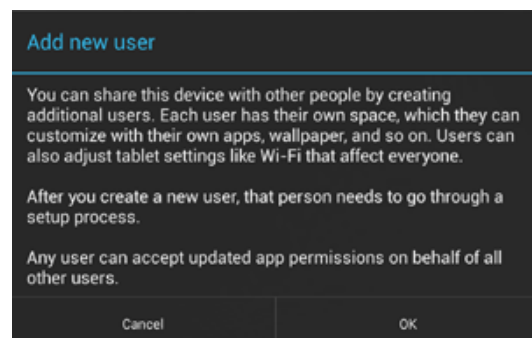 Add new user
You can share this device with other people by creating
additional users. Each user has their own space, which they can
customize with their own apps, wallpaper, and so on. Users can
also adjust tablet settings like Wi-Fi that affect everyone.
After you create a new user, that person needs to go through a
setup process.
Any user can accept updated app permissions on behalf of all
other users.
Cancel
OK